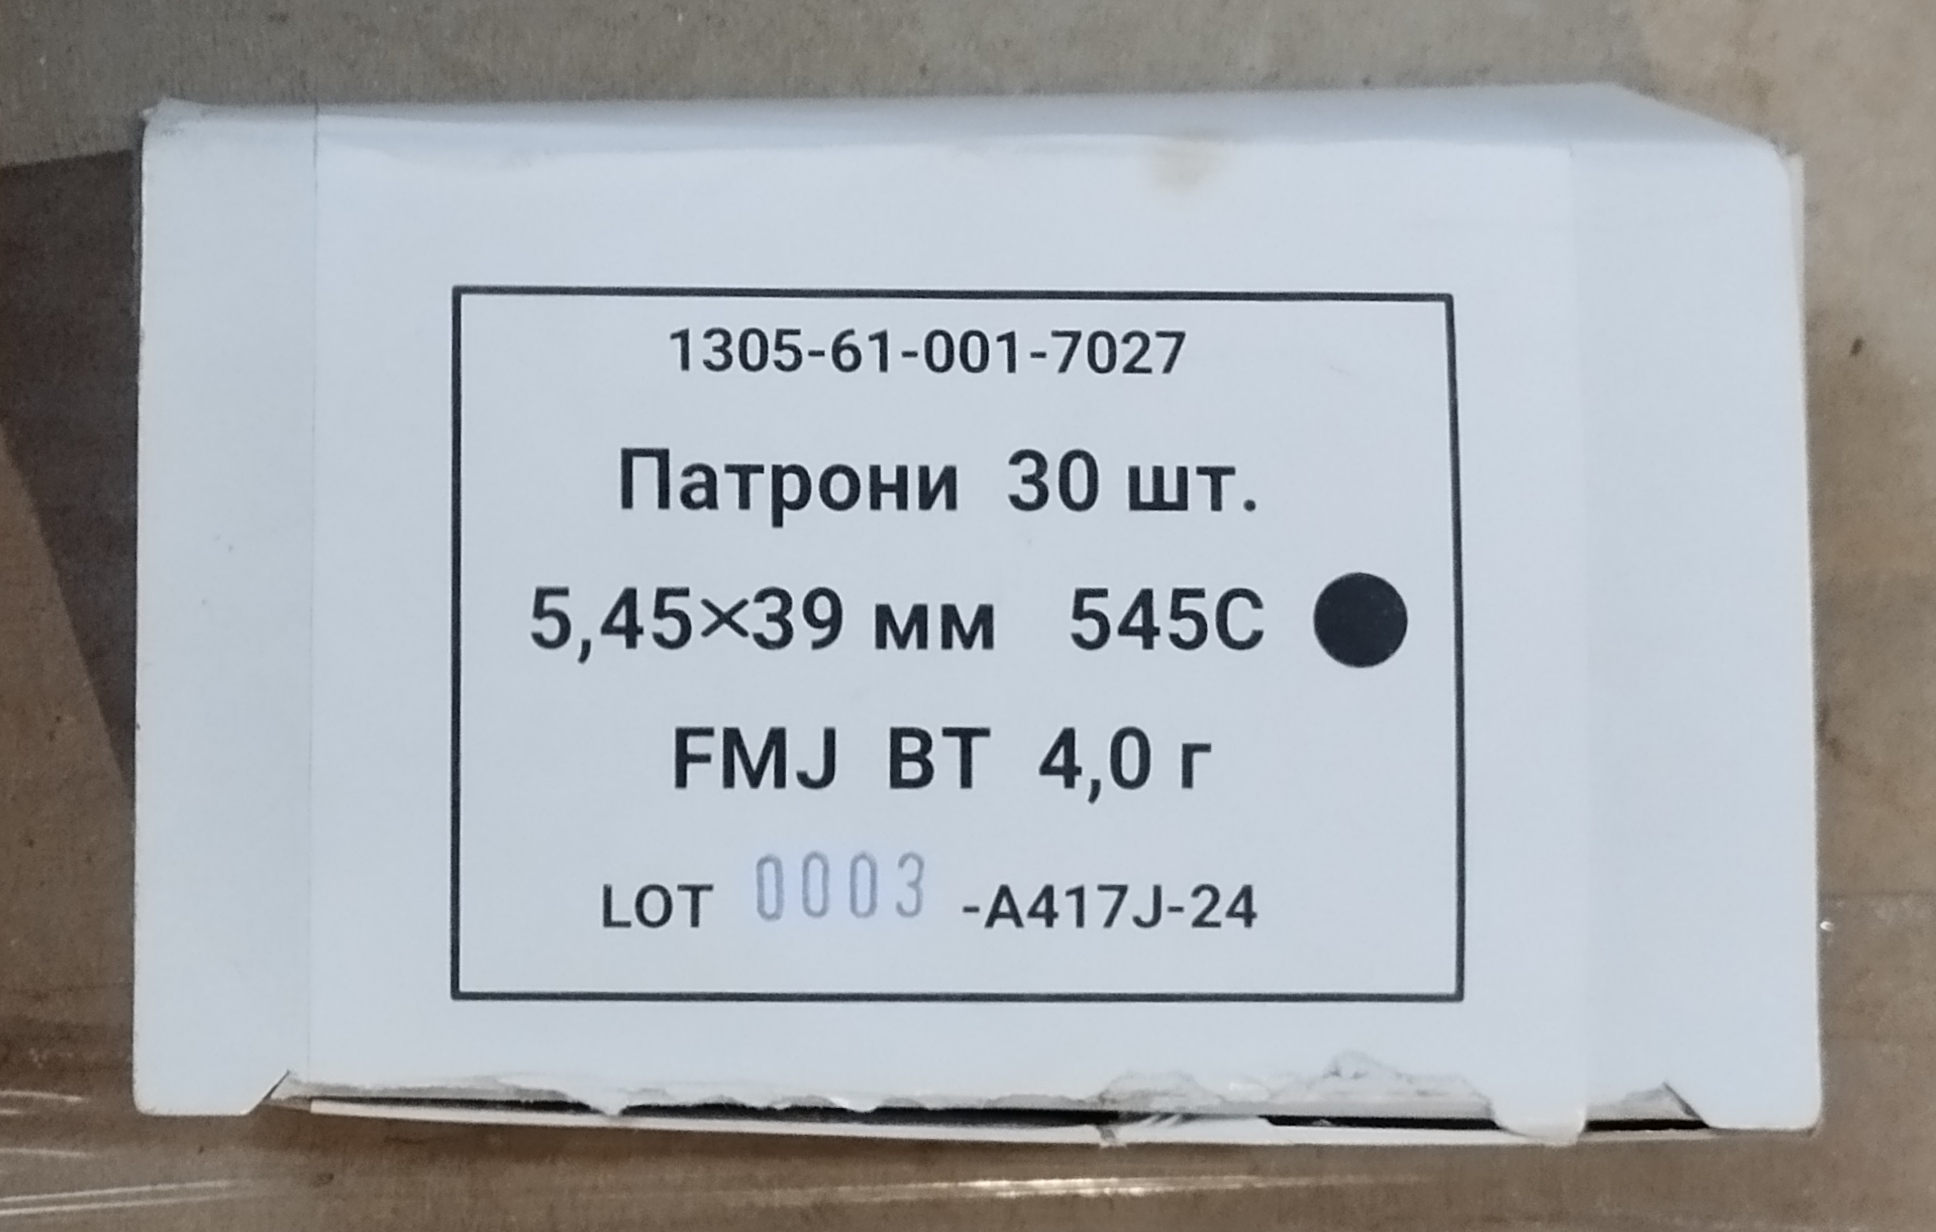 1305-61-001-7027
Патрони 30 шт.
5,45×39 мм 545С
FMJ BT 4,0 г
LOT 0003 -A417J-24